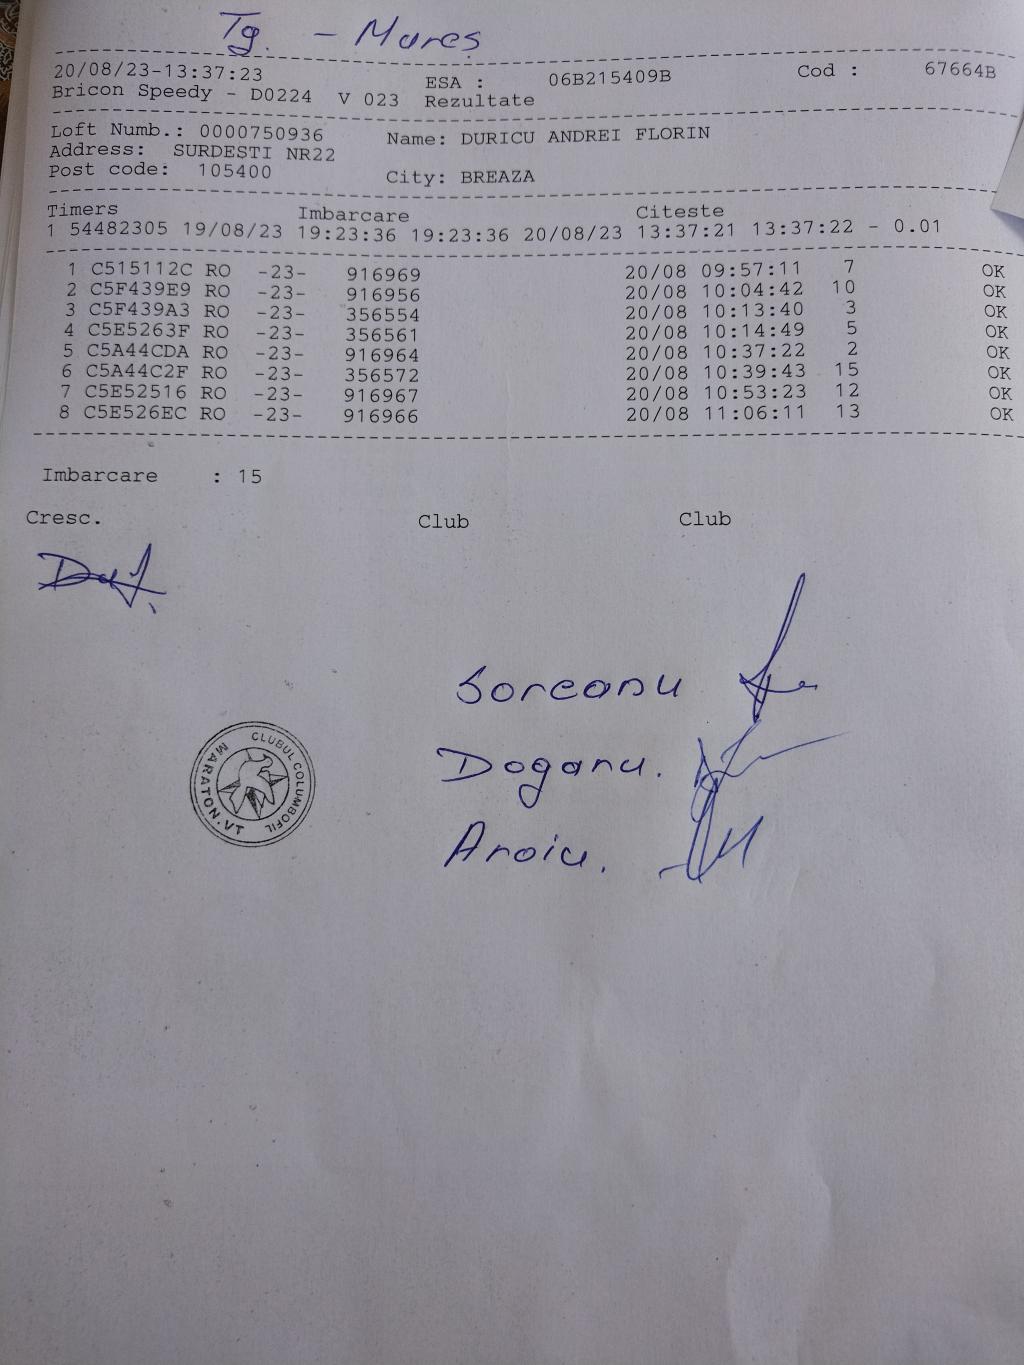 Tg. - Mureș
20/08/23-13:37:23 ESA : 06B215409B Cod : 67664B
Bricon Speedy - D0224 V 023 Rezultate
Loft Numb.: 0000750936 Name: DURICU ANDREI FLORIN
Address: SURDESTI NR22
Post code: 105400 City: BREAZA
Timers Imbarcare Citeste
1 54482305 19/08/23 19:23:36 19:23:36 20/08/23 13:37:21 13:37:22 - 0.01
1 C515112C RO -23- 916969 20/08 09:57:11 7 OK
2 C5F439E9 RO -23- 916956 20/08 10:04:42 10 OK
3 C5F439A3 RO -23- 356554 20/08 10:13:40 3 OK
4 C5E5263F RO -23- 356561 20/08 10:14:49 5 OK
5 C5A44CDA RO -23- 916964 20/08 10:37:22 2 OK
6 C5A44C2F RO -23- 356572 20/08 10:39:43 15 OK
7 C5E52516 RO -23- 916967 20/08 10:53:23 12 OK
8 C5E526EC RO -23- 916966 20/08 11:06:11 13 OK
Imbarcare : 15
Cresc. Club Club
Soreanu
Doganu.
Aroiu.
CLUBUL COLUMBOFIL
MARATON.VT